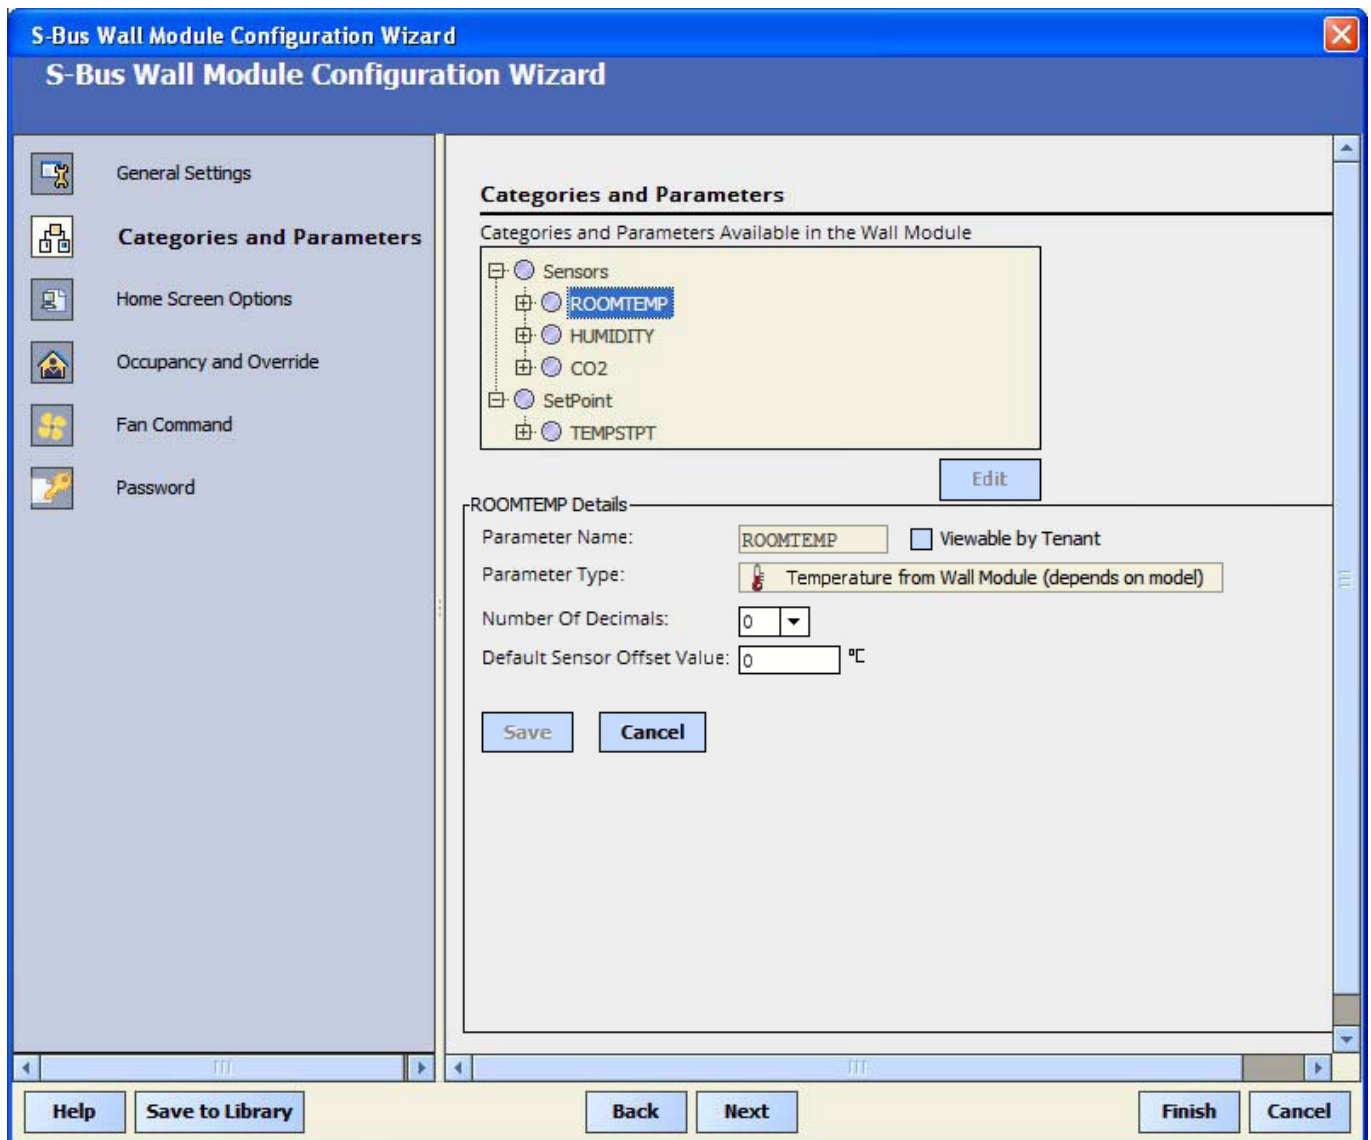 S-Bus Wall Module Configuration Wizard
S-Bus Wall Module Configuration Wizard
General Settings
Categories and Parameters
Home Screen Options
Occupancy and Override
Fan Command
Password
Categories and Parameters
Categories and Parameters Available in the Wall Module
Sensors
ROOMTEMP
HUMIDITY
CO2
SetPoint
TEMPSTPT
Edit
ROOMTEMP Details
Parameter Name: ROOMTEMP Viewable by Tenant
Parameter Type: Temperature from Wall Module (depends on model)
Number Of Decimals: 0
Default Sensor Offset Value: 0 ºC
Save Cancel
Help Save to Library Back Next Finish Cancel